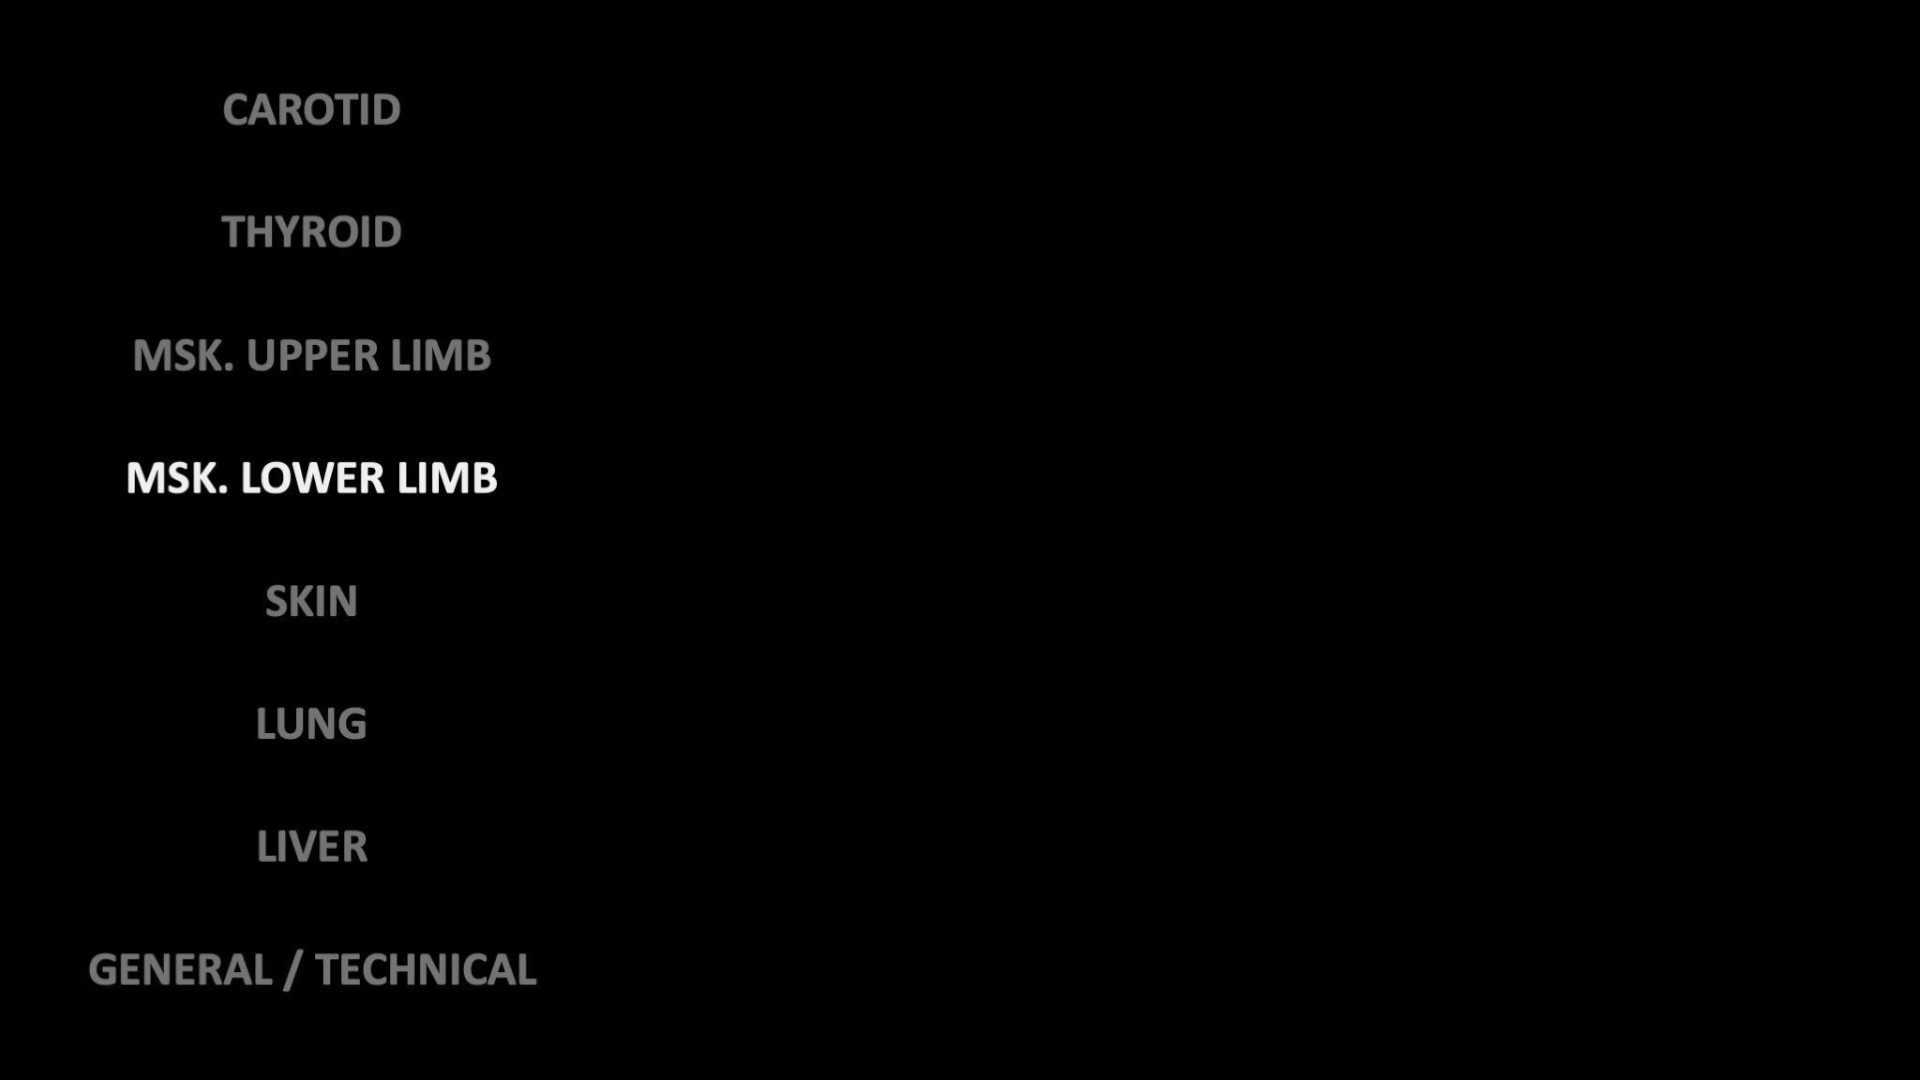 CAROTID
THYROID
MSK. UPPER LIMB
MSK. LOWER LIMB
SKIN
LUNG
LIVER
GENERAL / TECHNICAL